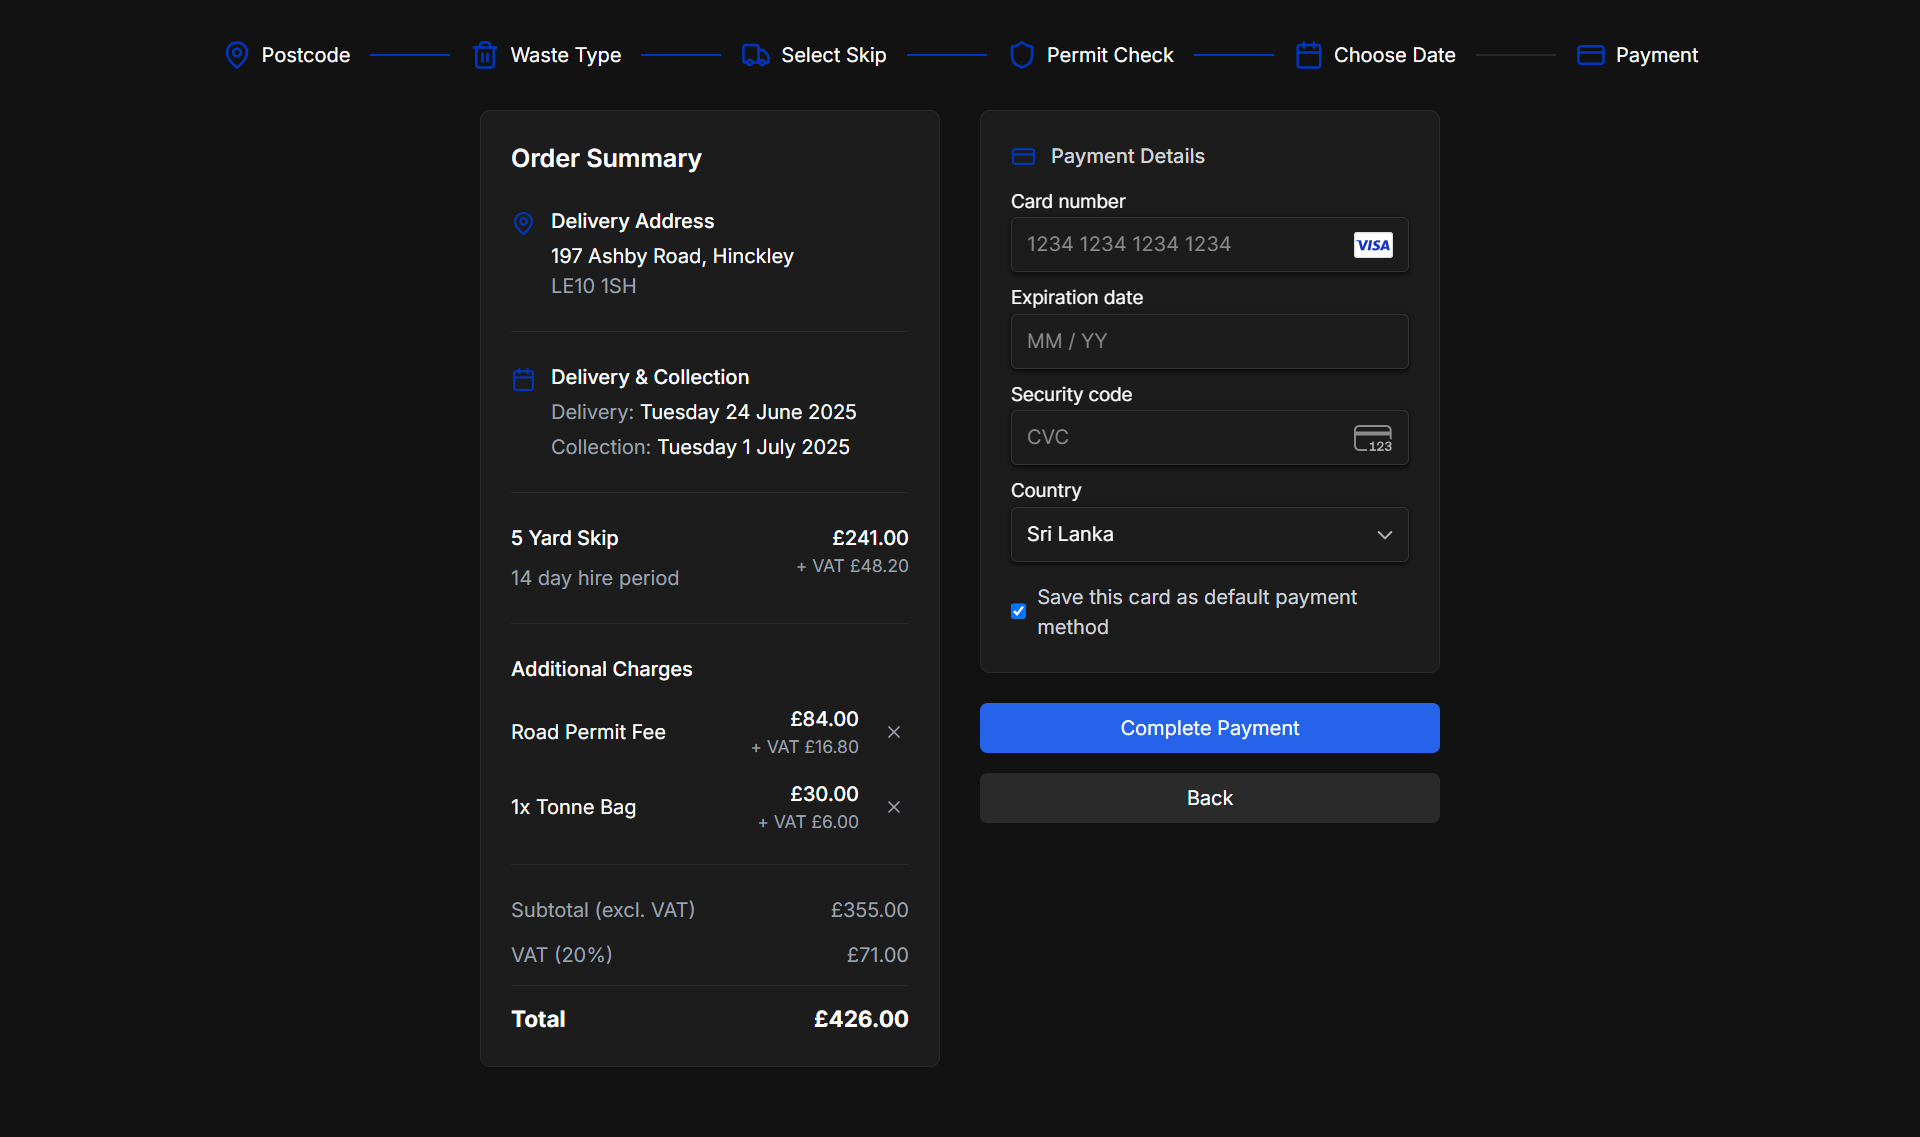 Postcode
Waste Type
Select Skip
Permit Check
Choose Date
Payment
Order Summary
Delivery Address
197 Ashby Road, Hinckley
LE10 1SH
Delivery & Collection
Delivery: Tuesday 24 June 2025
Collection: Tuesday 1 July 2025
5 Yard Skip £241.00
+ VAT £48.20
14 day hire period
Additional Charges
Road Permit Fee £84.00
+ VAT £16.80
1x Tonne Bag £30.00
+ VAT £6.00
Subtotal (excl. VAT) £355.00
VAT (20%) £71.00
Total £426.00
Payment Details
Card number
1234 1234 1234 1234 VISA
Expiration date
MM / YY
Security code
CVC 123
Country
Sri Lanka
Save this card as default payment
method
Complete Payment
Back